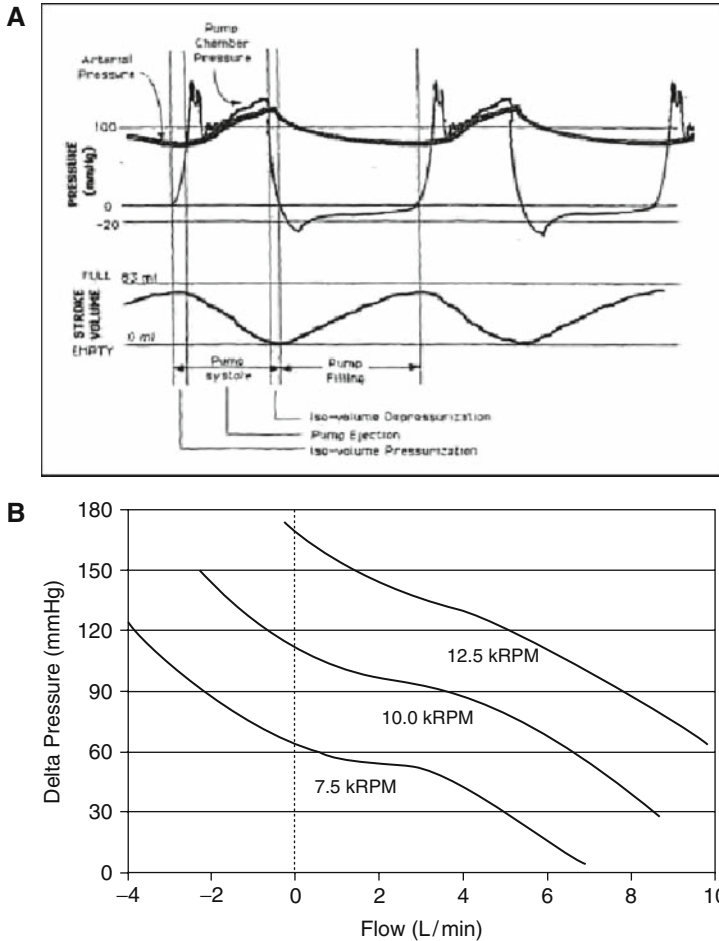 A
Pump
Chamber
Pressure
Arterial
Pressure
PRESSURE
(mmHg)
100
0
-20
FULL 83 ml
STROKE
VOLUME
0 ml
EMPTY
Pump
systole
Pump
Filling
Iso-volume Depressurization
Pump Ejection
Iso-volume Pressurization
B
Delta Pressure (mmHg)
180
150
120
90
60
30
0
12.5 kRPM
10.0 kRPM
7.5 kRPM
−4 −2 0 2 4 6 8 10
Flow (L/min)